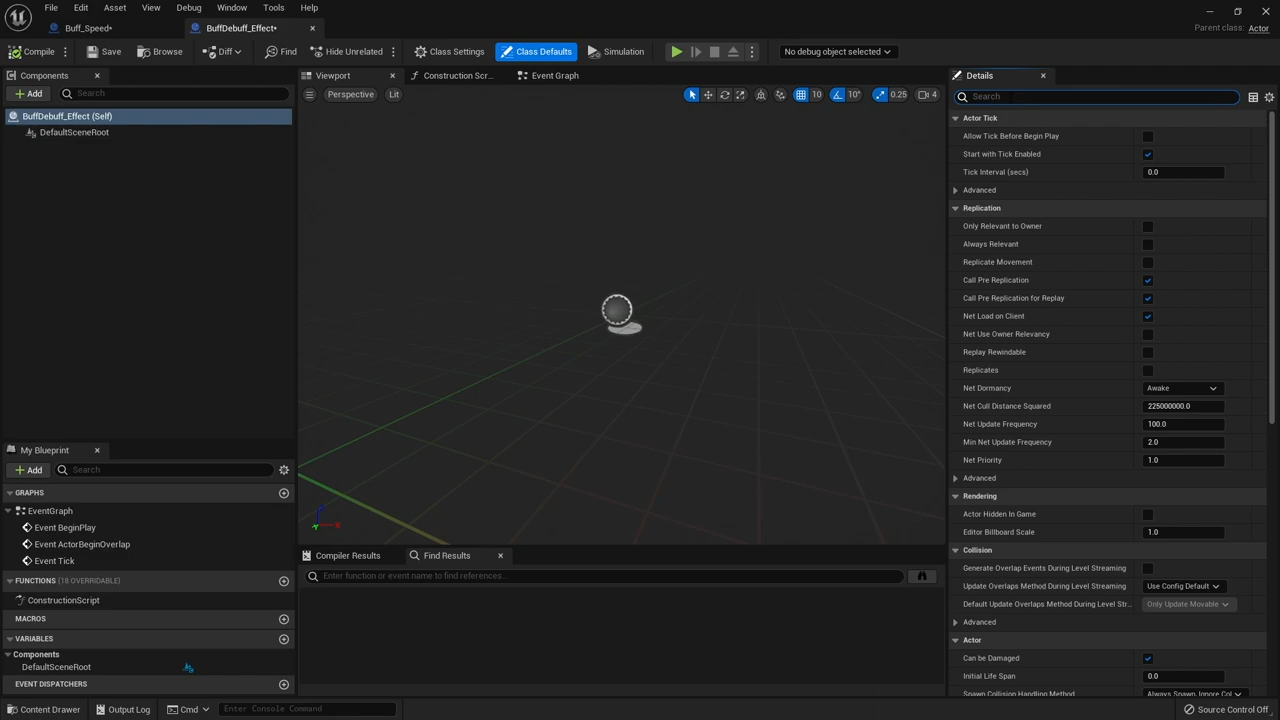 File Edit Asset View Debug Window Tools Help
Buff_Speed* BuffDebuff_Effect* Parent class: Actor
Compile Save Browse Diff Find Hide Unrelated Class Settings Class Defaults Simulation No debug object selected
Components Viewport Construction Scr... Event Graph Details
Add Search Perspective Lit 10 10° 0.25 4 Search
BuffDebuff_Effect (Self)
DefaultSceneRoot
Actor Tick
Allow Tick Before Begin Play
Start with Tick Enabled
Tick Interval (secs) 0.0
Advanced
Replication
Only Relevant to Owner
Always Relevant
Replicate Movement
Call Pre Replication
Call Pre Replication for Replay
Net Load on Client
Net Use Owner Relevancy
Replay Rewindable
Replicates
Net Dormancy Awake
Net Cull Distance Squared 225000000.0
Net Update Frequency 100.0
Min Net Update Frequency 2.0
Net Priority 1.0
Advanced
Rendering
Actor Hidden In Game
Editor Billboard Scale 1.0
Collision
Generate Overlap Events During Level Streaming
Update Overlaps Method During Level Streaming Use Config Default
Default Update Overlaps Method During Level Str... Only Update Movable
Advanced
Actor
Can be Damaged
Initial Life Span 0.0
Spawn Collision Handling Method Always Spawn, Ignore Col
My Blueprint
Add Search
GRAPHS
EventGraph
Event BeginPlay
Event ActorBeginOverlap
Event Tick
FUNCTIONS (18 OVERRIDABLE)
ConstructionScript
MACROS
VARIABLES
Components
DefaultSceneRoot
EVENT DISPATCHERS
Compiler Results Find Results
Enter function or event name to find references...
Content Drawer Output Log Cmd Enter Console Command Source Control Off